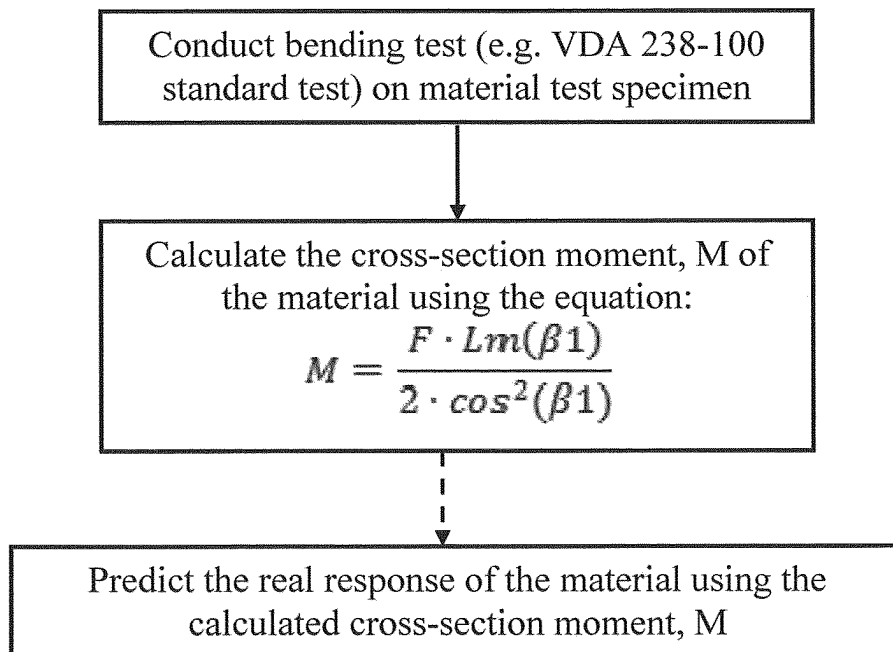 Conduct bending test (e.g. VDA 238-100
standard test) on material test specimen
Calculate the cross-section moment, M of
the material using the equation:
M = \frac{F · Lm(β1)}{2 · cos²(β1)}
Predict the real response of the material using the
calculated cross-section moment, M